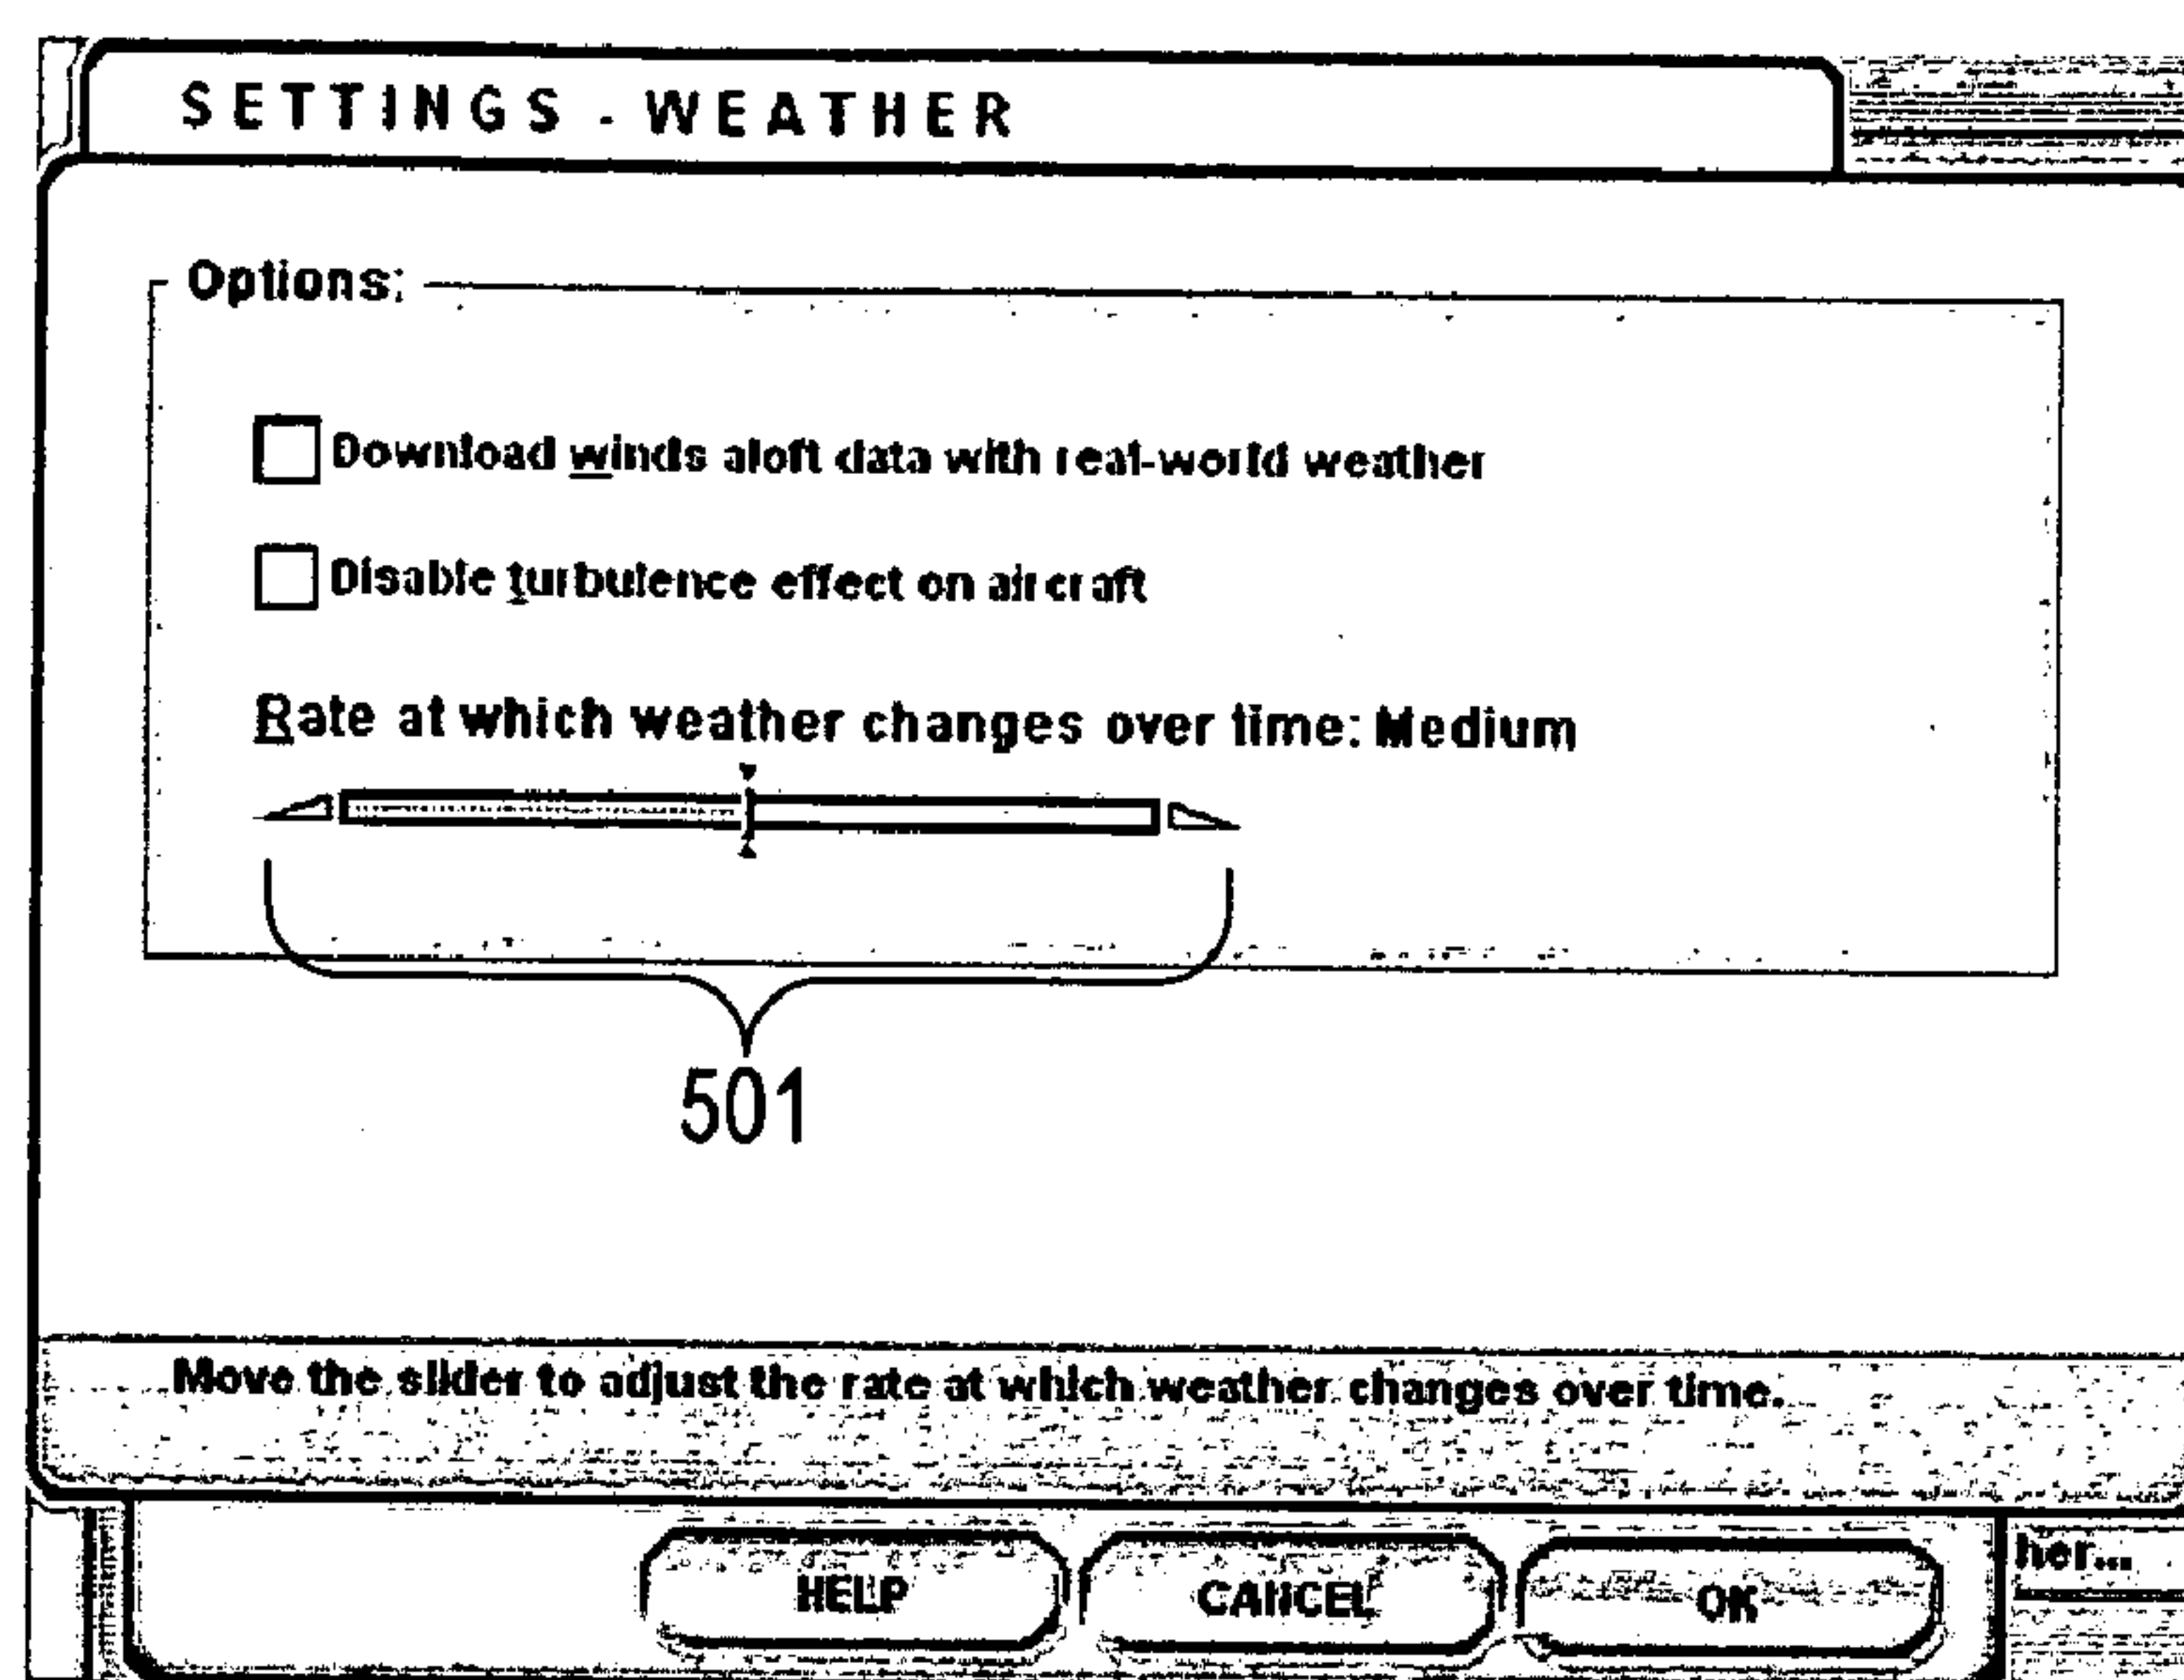 SETTINGS - WEATHER
Options:
Download winds aloft data with real-world weather
Disable turbulence effect on aircraft
Rate at which weather changes over time: Medium
501
Move the slider to adjust the rate at which weather changes over time.
HELP CANCEL OK
her...